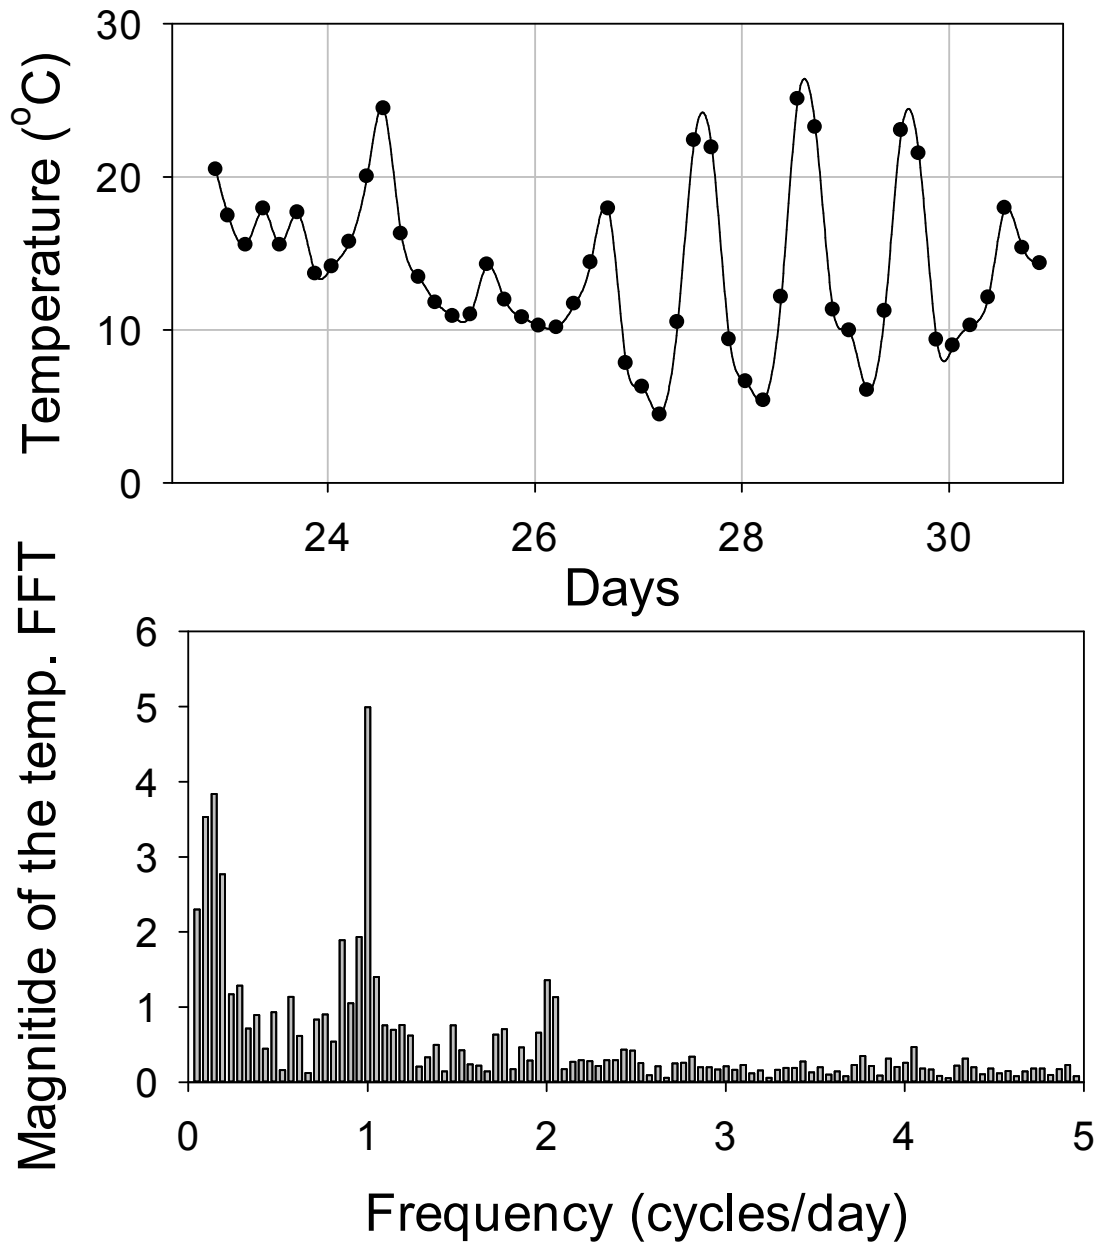 30
20
10
0
Temperature (°C)
24 26 28 30
Days
6
5
4
3
2
1
0
Magnitide of the temp. FFT
0 1 2 3 4 5
Frequency (cycles/day)